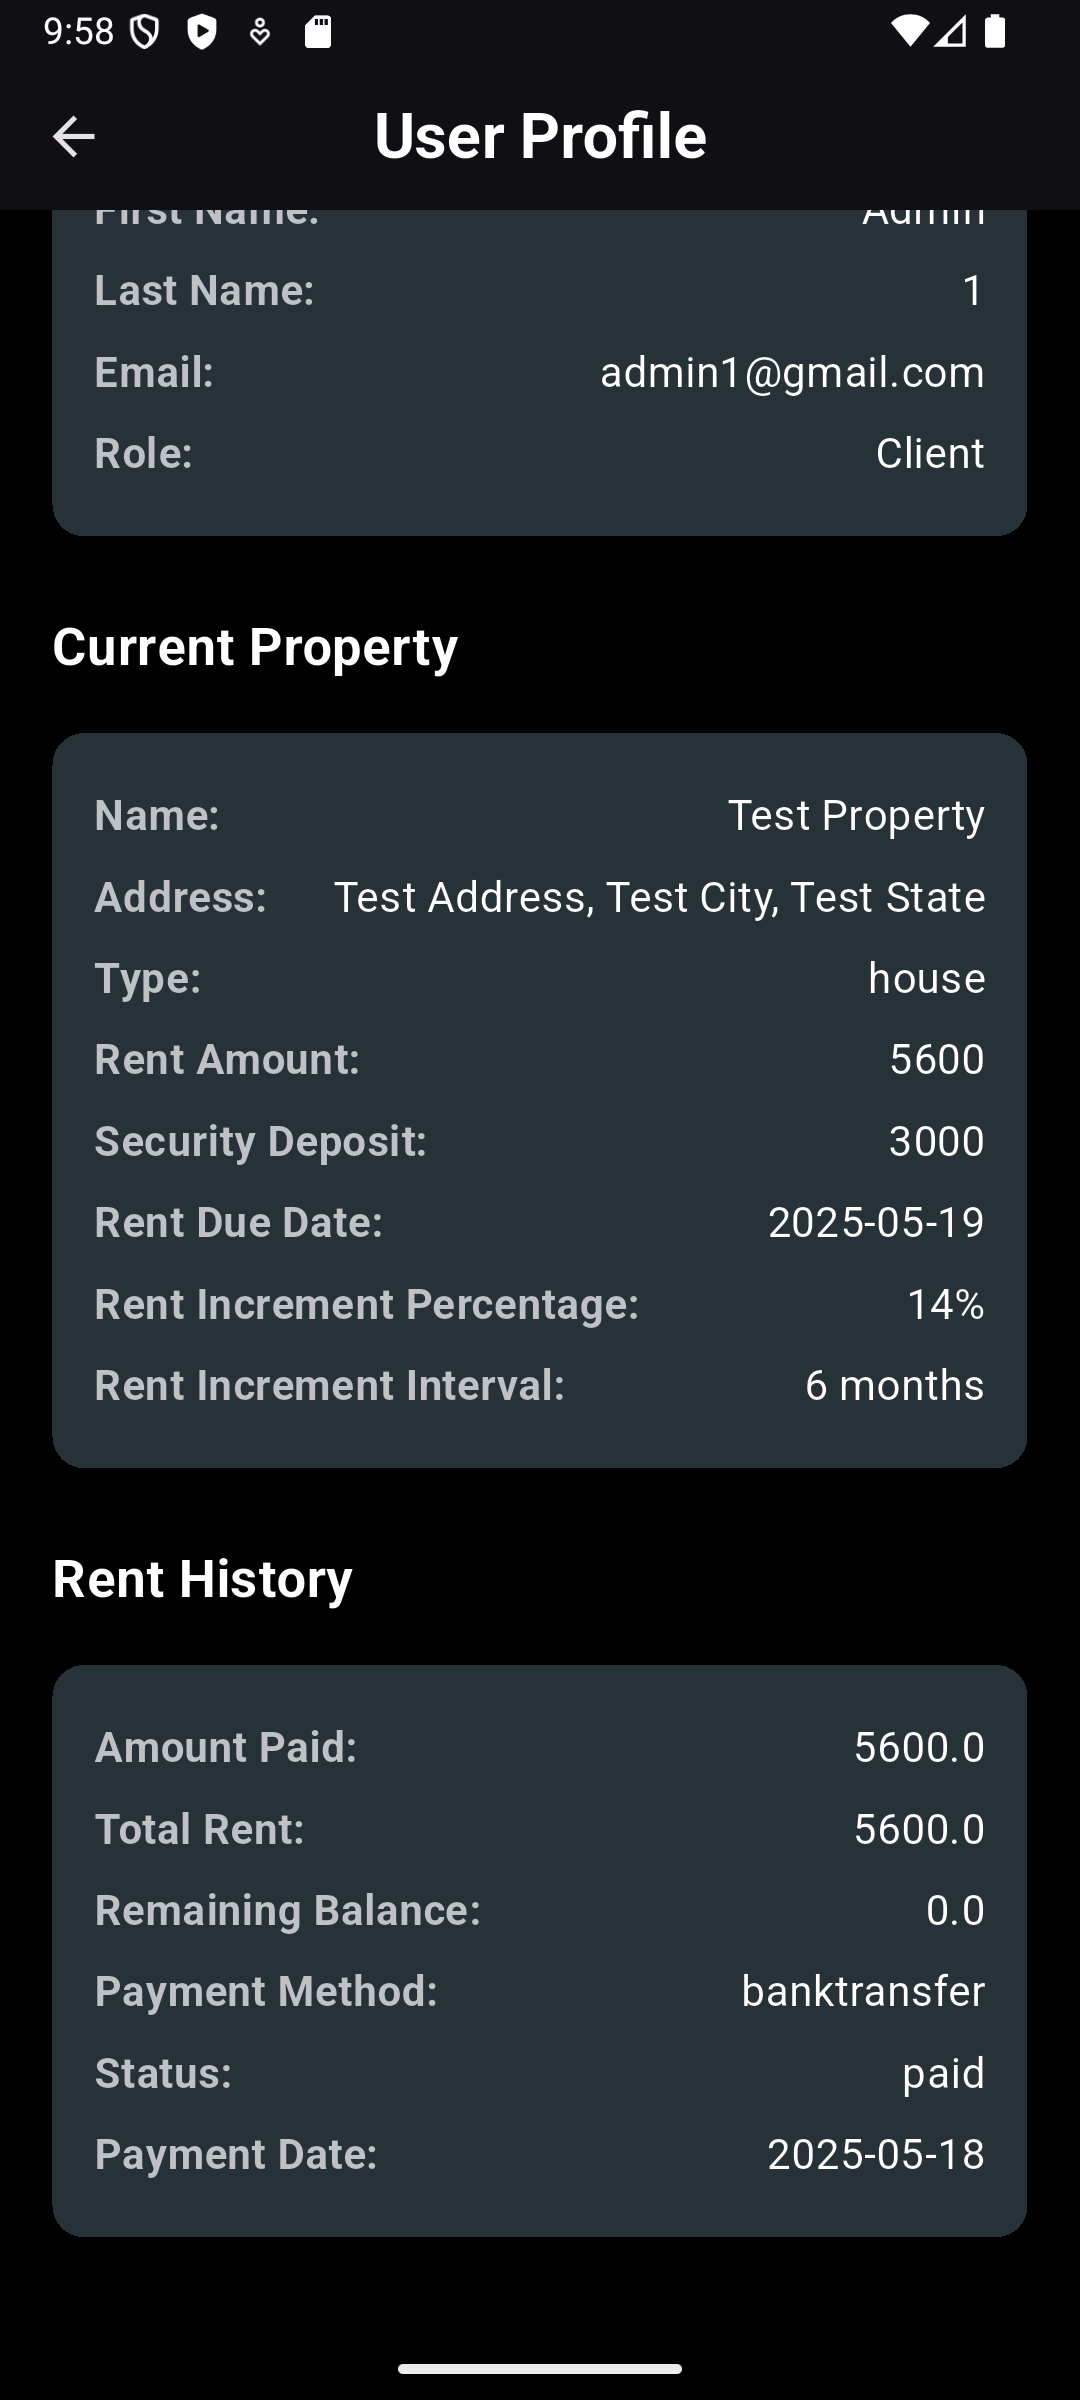 9:58
User Profile
First Name: Admin
Last Name: 1
Email: admin1@gmail.com
Role: Client
Current Property
Name: Test Property
Address: Test Address, Test City, Test State
Type: house
Rent Amount: 5600
Security Deposit: 3000
Rent Due Date: 2025-05-19
Rent Increment Percentage: 14%
Rent Increment Interval: 6 months
Rent History
Amount Paid: 5600.0
Total Rent: 5600.0
Remaining Balance: 0.0
Payment Method: banktransfer
Status: paid
Payment Date: 2025-05-18